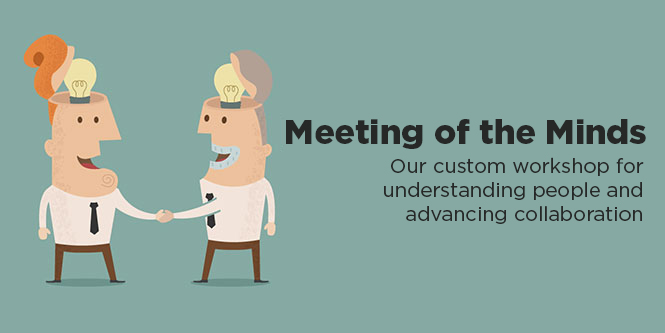 Meeting of the Minds
Our custom workshop for
understanding people and
advancing collaboration